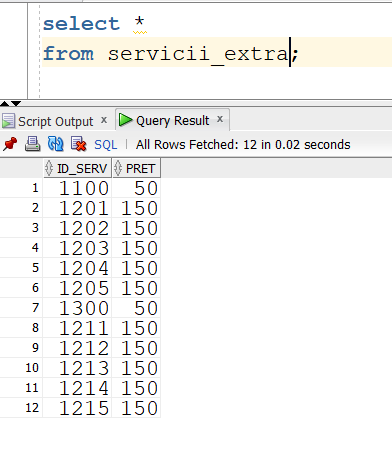 select *
from servicii_extra;
Script Output x Query Result x
SQL | All Rows Fetched: 12 in 0.02 seconds
ID_SERV PRET
1 1100 50
2 1201 150
3 1202 150
4 1203 150
5 1204 150
6 1205 150
7 1300 50
8 1211 150
9 1212 150
10 1213 150
11 1214 150
12 1215 150